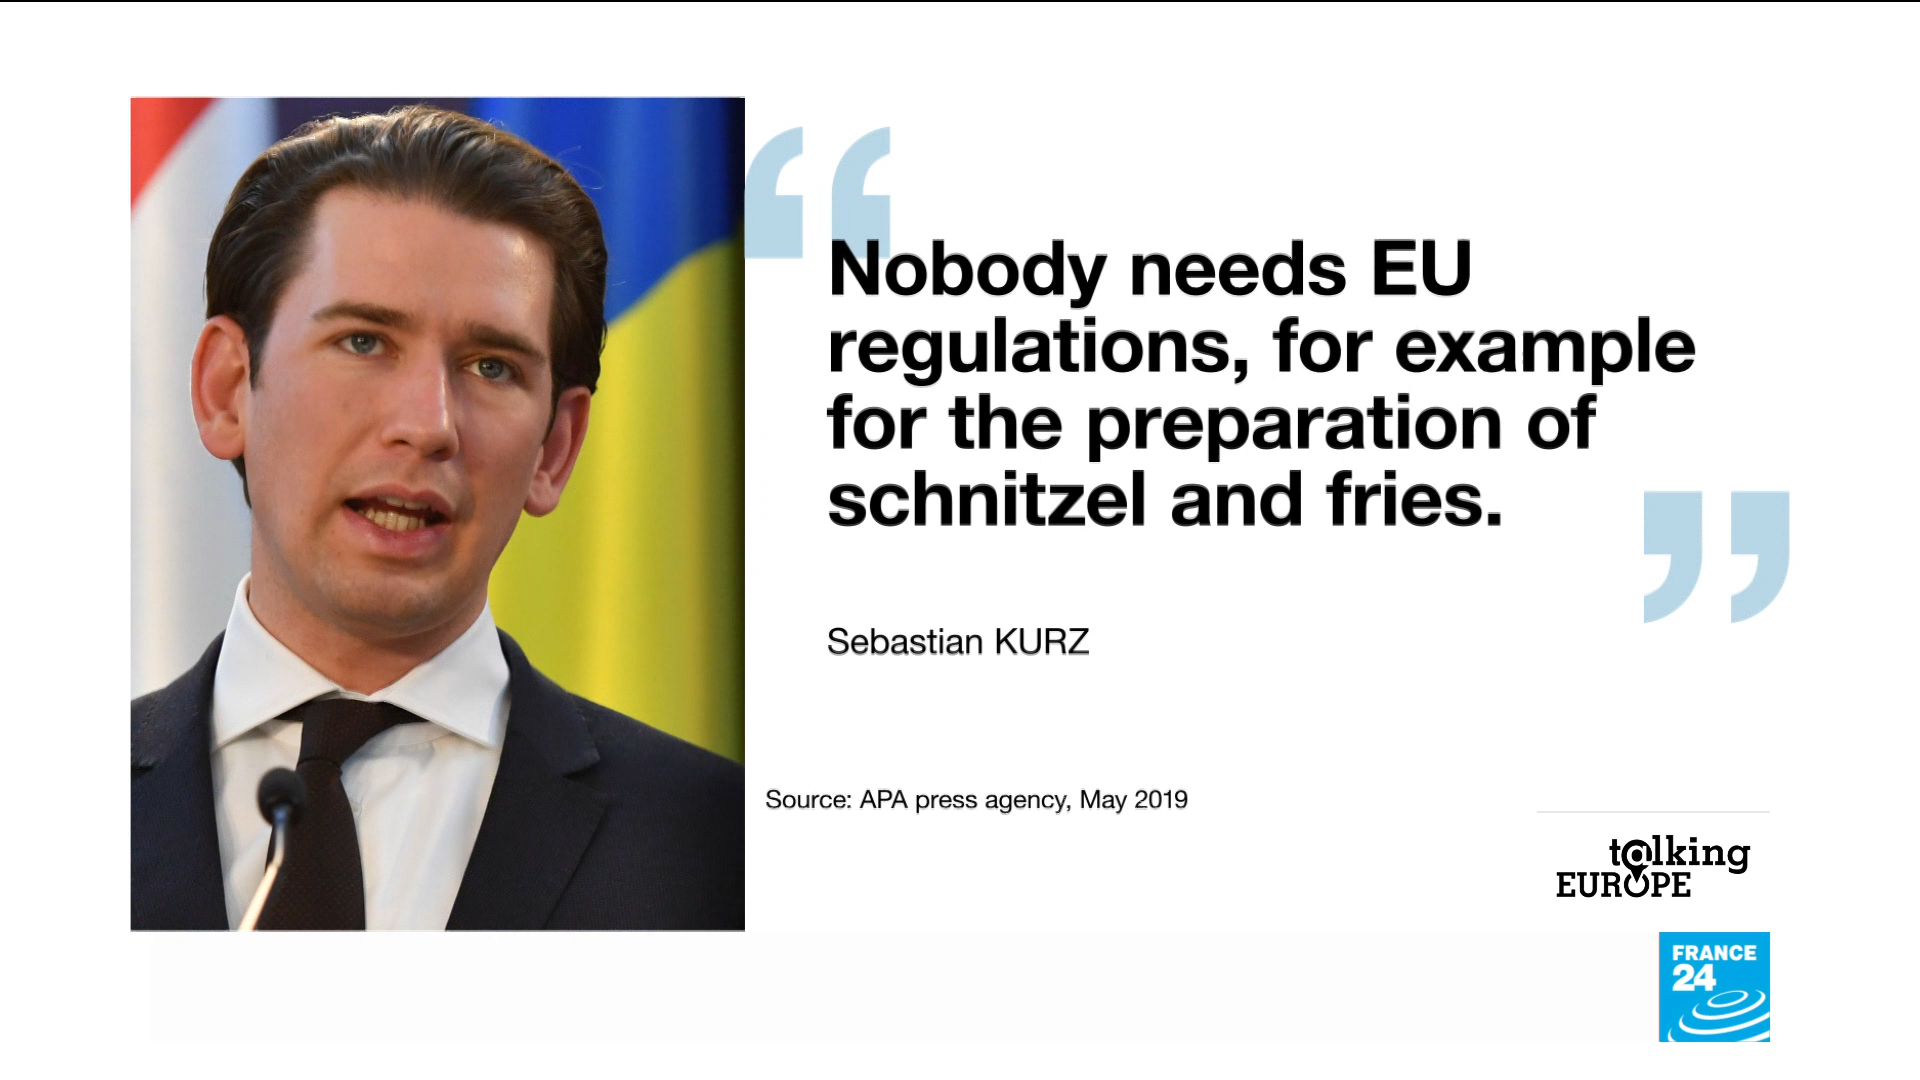 “
Nobody needs EU
regulations, for example
for the preparation of
schnitzel and fries.
”
Sebastian KURZ
Source: APA press agency, May 2019
t@lking
EUROPE
FRANCE
24